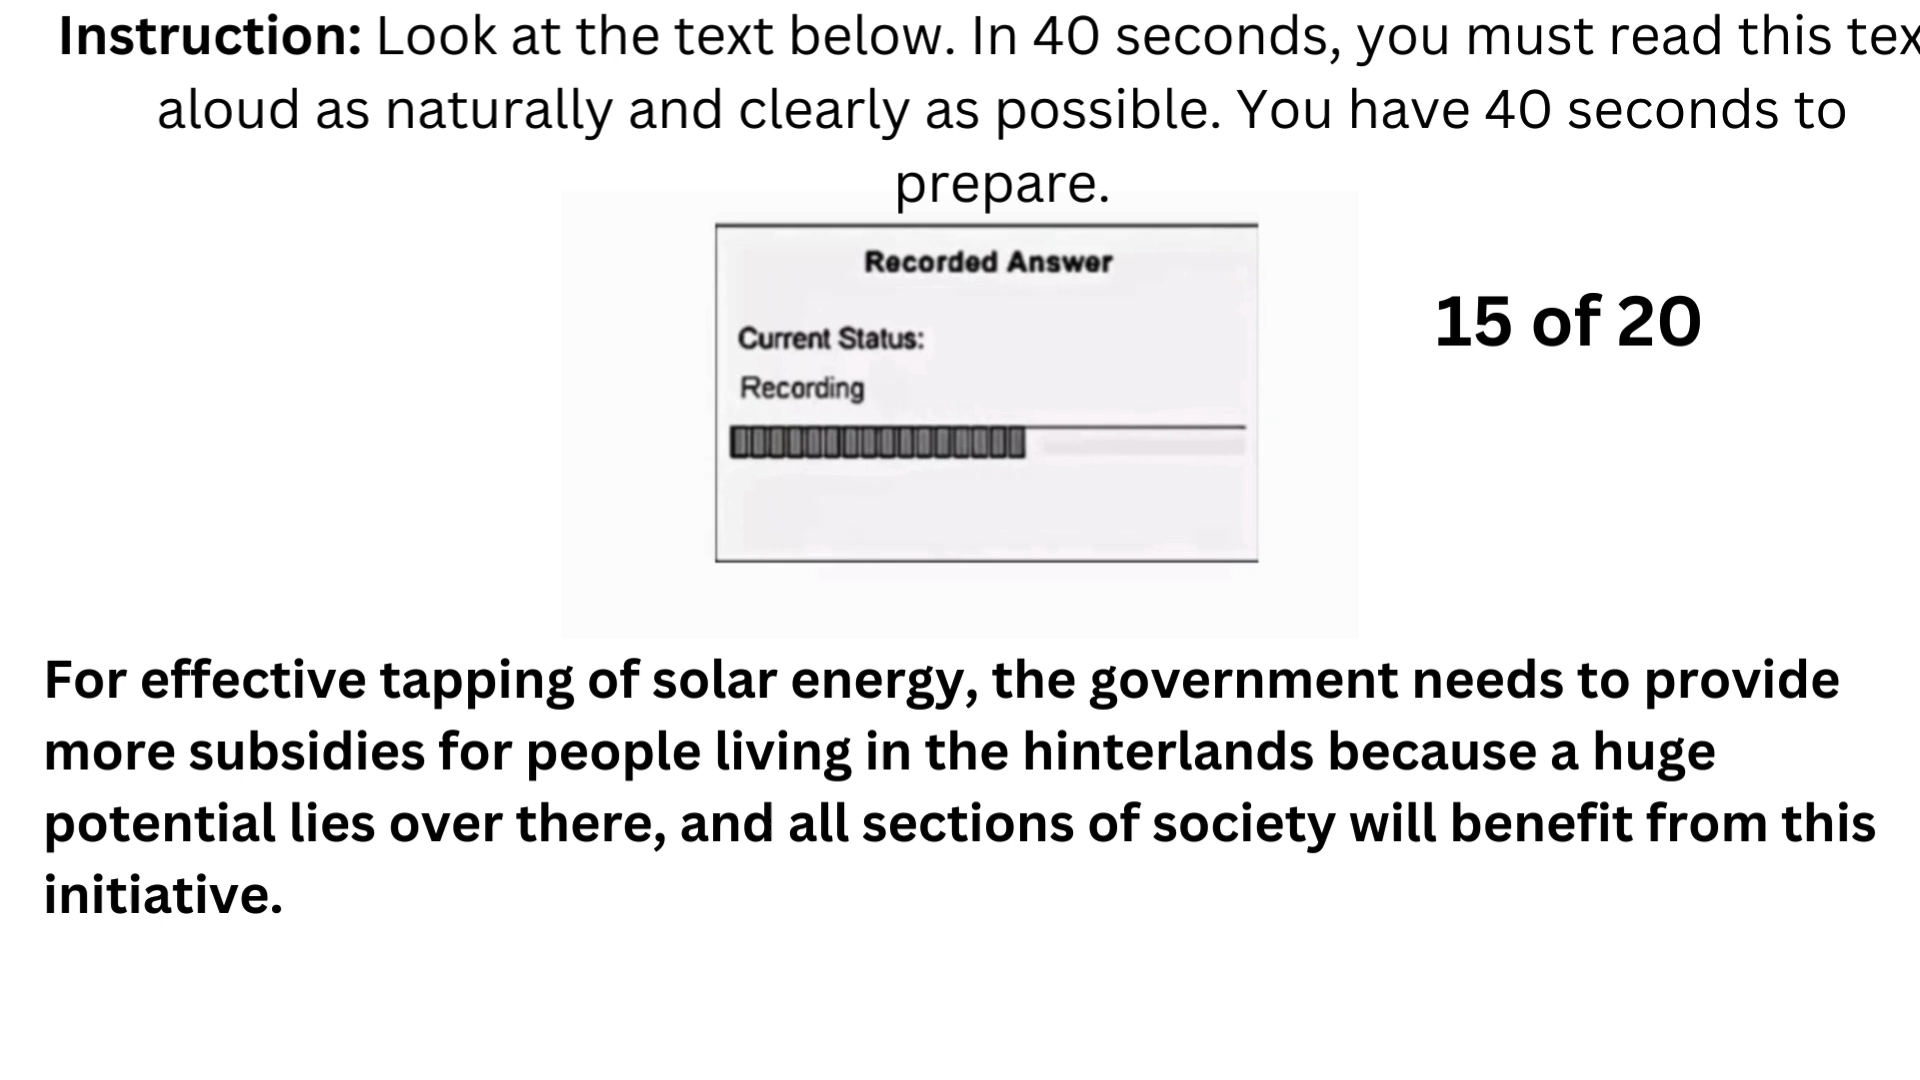 Instruction: Look at the text below. In 40 seconds, you must read this tex
aloud as naturally and clearly as possible. You have 40 seconds to
prepare.
Recorded Answer
Current Status:
Recording
15 of 20
For effective tapping of solar energy, the government needs to provide
more subsidies for people living in the hinterlands because a huge
potential lies over there, and all sections of society will benefit from this
initiative.